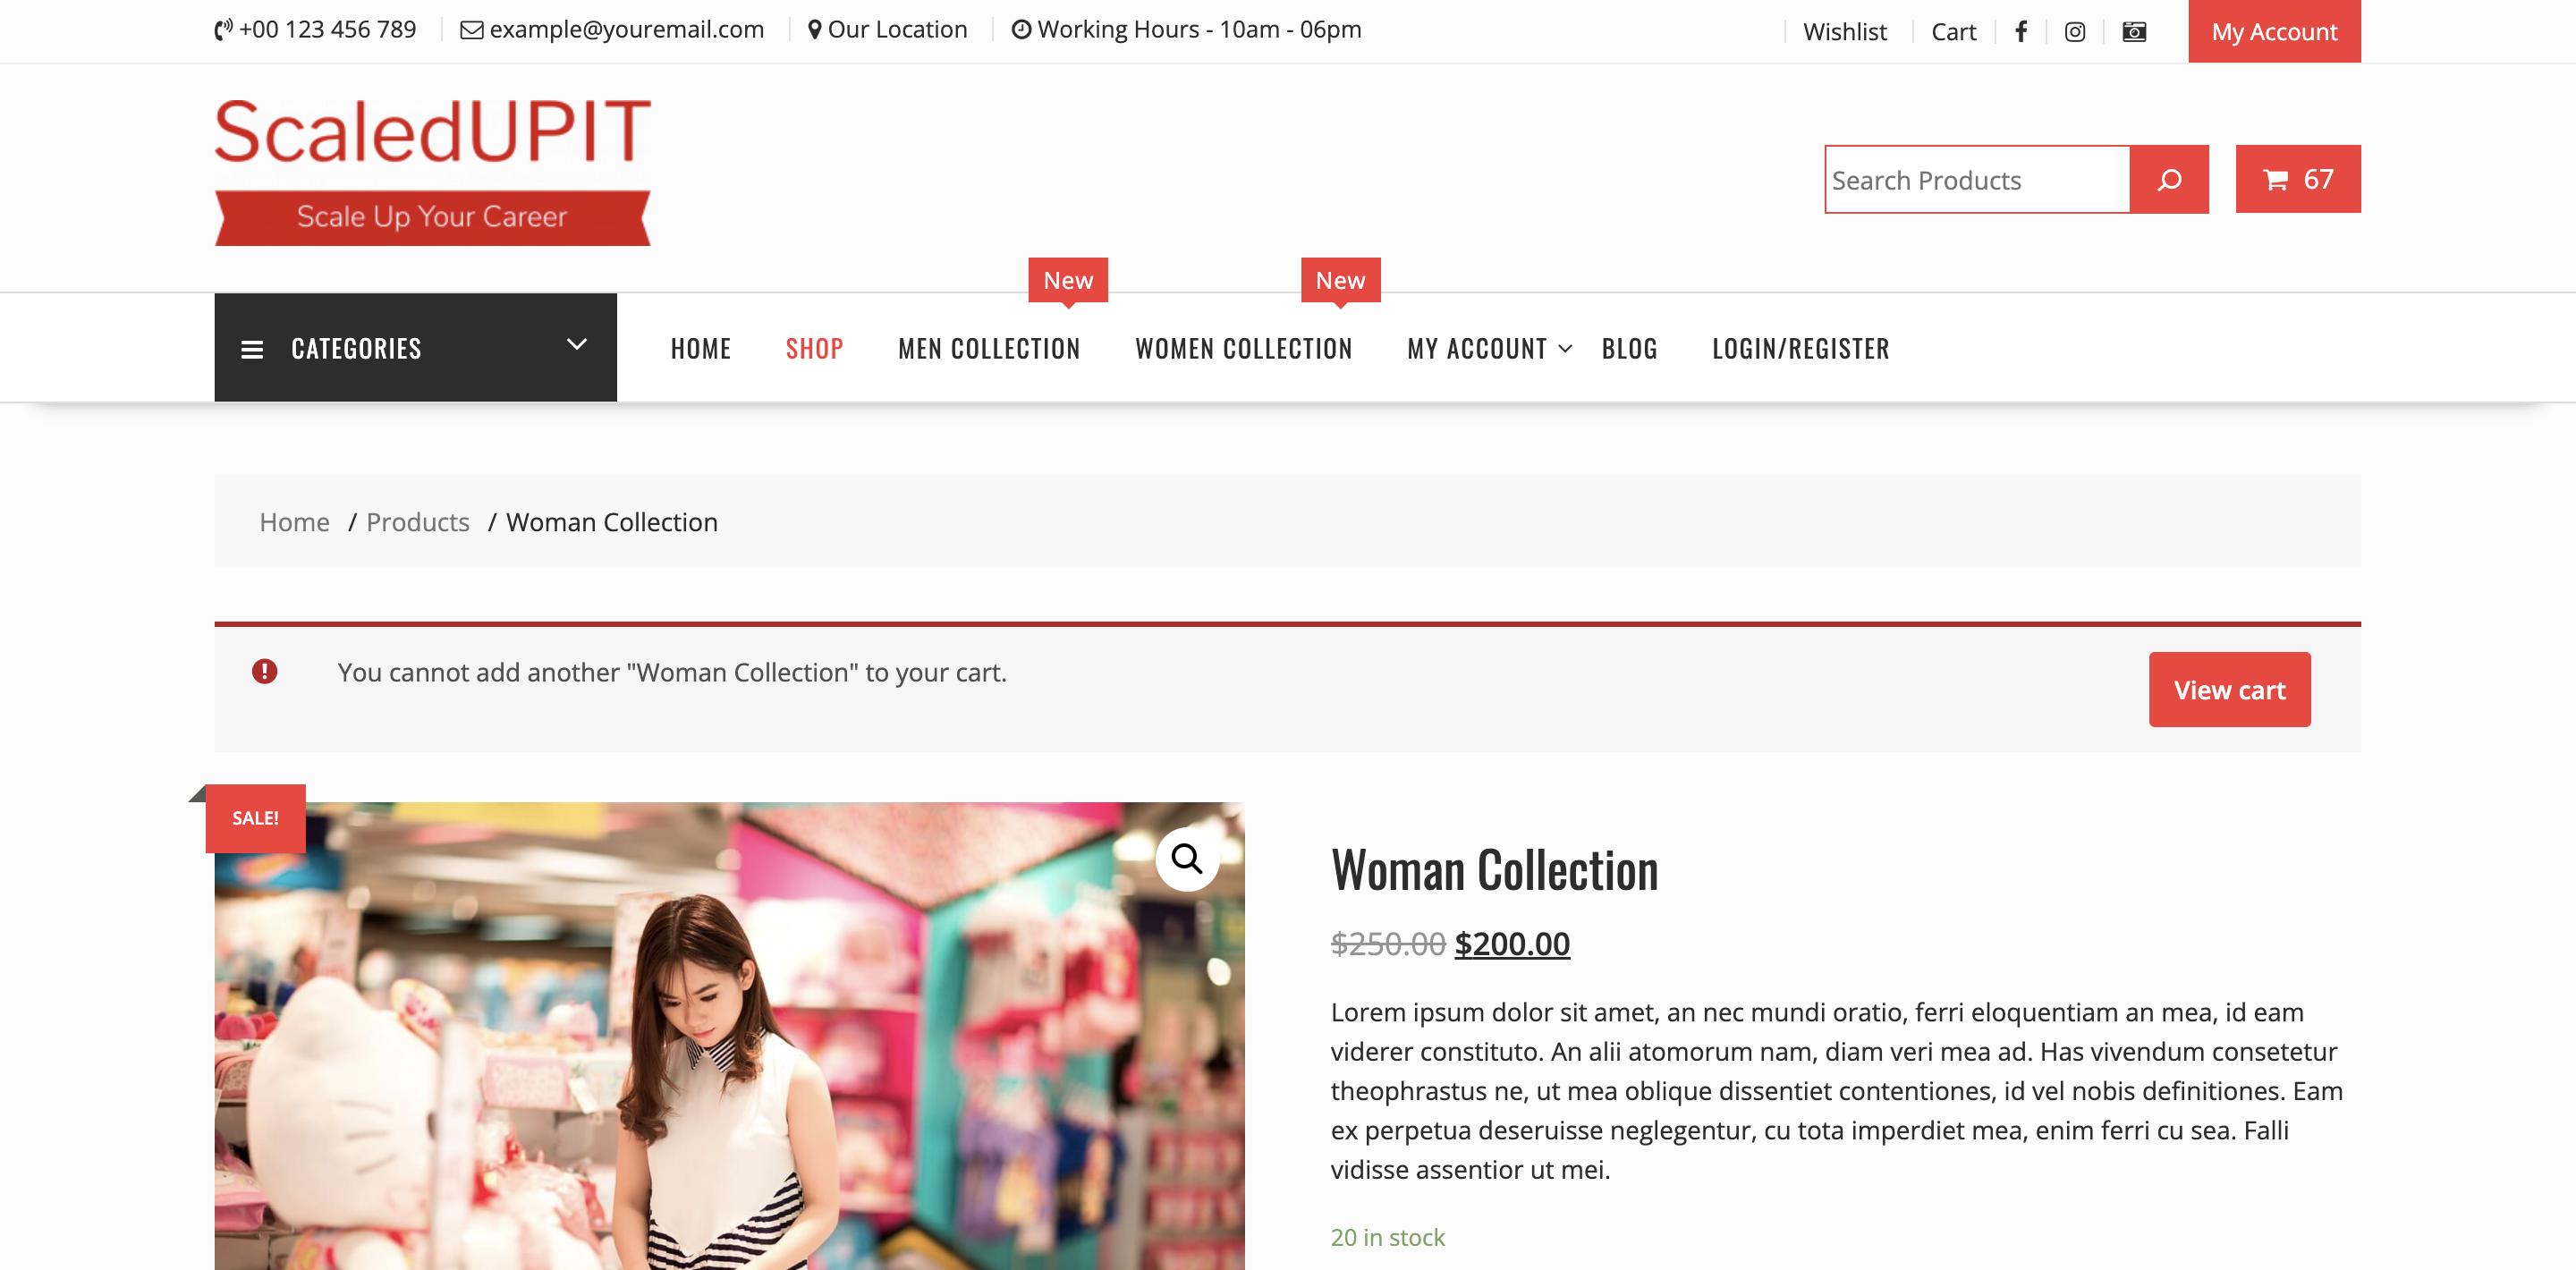 +00 123 456 789
example@youremail.com
Our Location
Working Hours - 10am - 06pm
Wishlist
Cart
My Account
ScaledUPIT
Scale Up Your Career
Search Products
67
New
New
CATEGORIES
HOME
SHOP
MEN COLLECTION
WOMEN COLLECTION
MY ACCOUNT
BLOG
LOGIN/REGISTER
Home / Products / Woman Collection
You cannot add another "Woman Collection" to your cart.
View cart
SALE!
Woman Collection
$250.00 $200.00
Lorem ipsum dolor sit amet, an nec mundi oratio, ferri eloquentiam an mea, id eam
viderer constituto. An alii atomorum nam, diam veri mea ad. Has vivendum consetetur
theophrastus ne, ut mea oblique dissentiet contentiones, id vel nobis definitiones. Eam
ex perpetua deseruisse neglegentur, cu tota imperdiet mea, enim ferri cu sea. Falli
vidisse assentior ut mei.
20 in stock